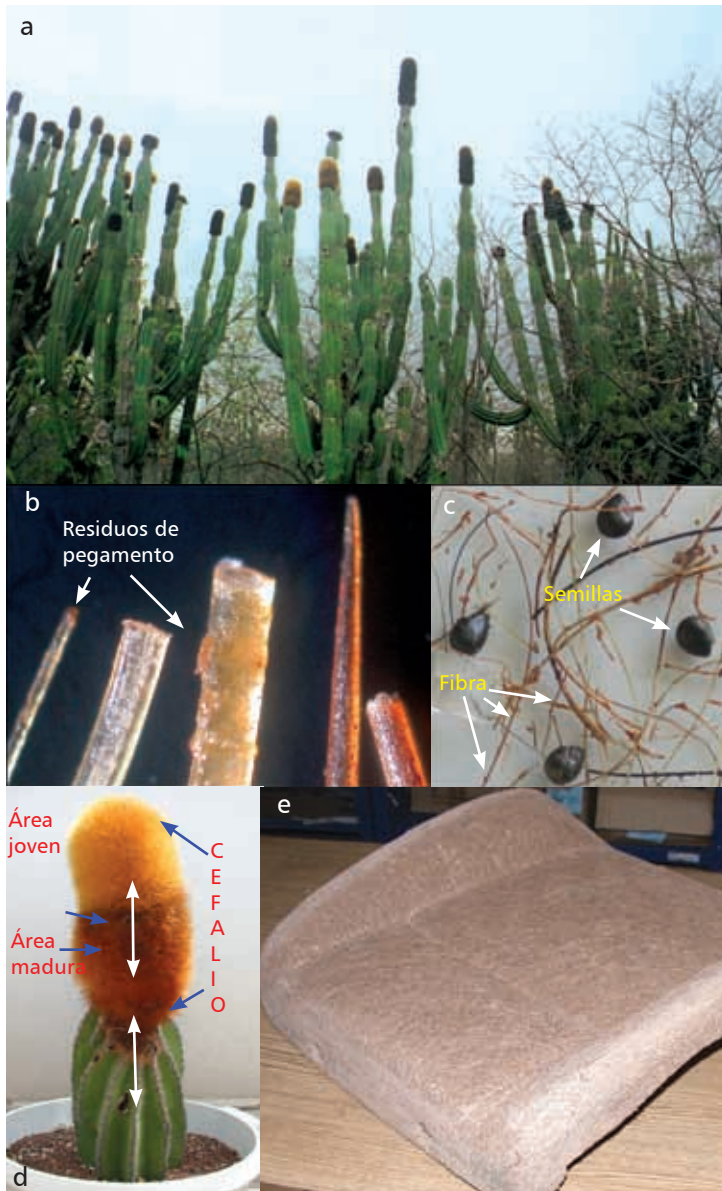 a
b
Residuos de
pegamento
c
Semillas
Fibra
d
Área
joven
Área
madura
C
E
F
A
L
I
O
e